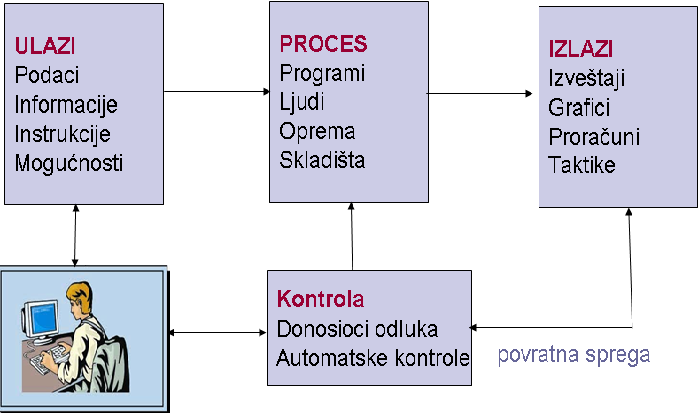 ULAZI
Podaci
Informacije
Instrukcije
Mogućnosti
PROCES
Programi
Ljudi
Oprema
Skladišta
IZLAZI
Izveštaji
Grafici
Proračuni
Taktike
Kontrola
Donosioci odluka
Automatske kontrole
povratna sprega